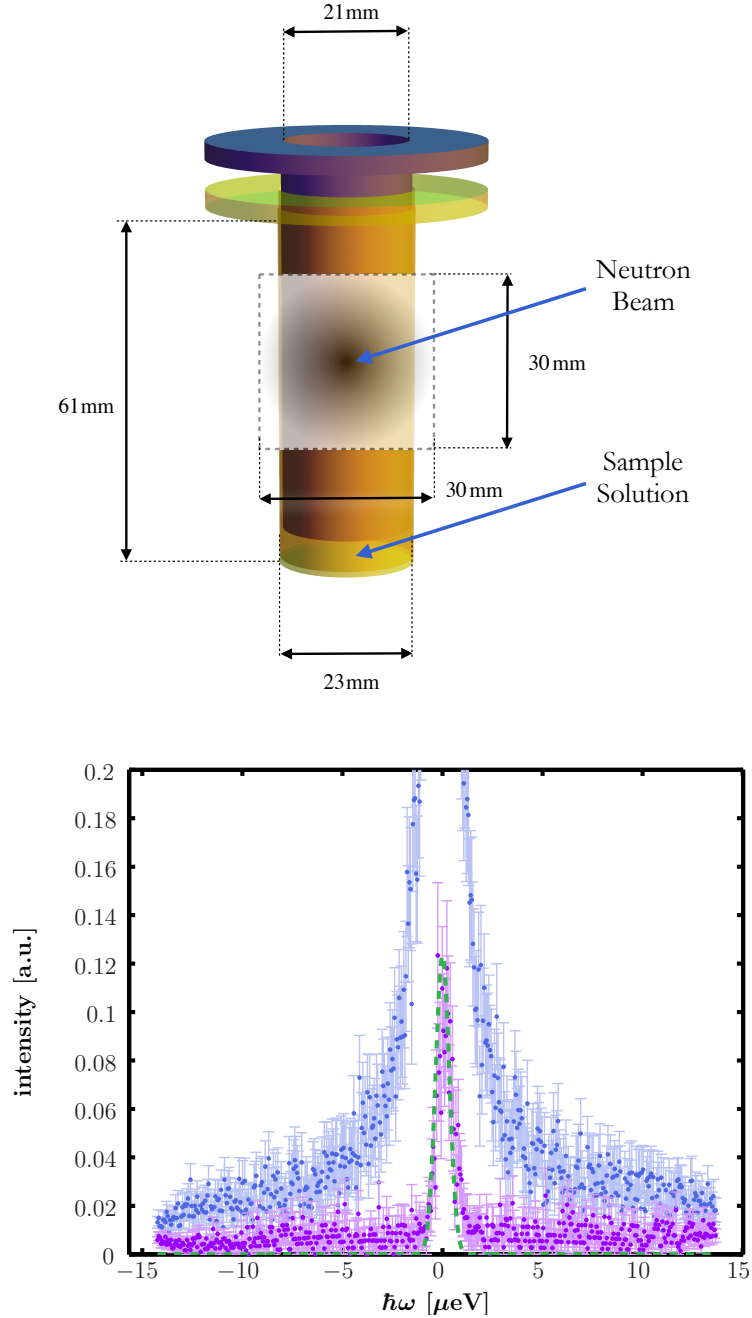 21mm
Neutron
Beam
30mm
61mm
Sample
Solution
30mm
23mm
0.2
0.18
0.16
0.14
0.12
0.1
0.08
0.06
0.04
0.02
0
intensity [a.u.]
−15 −10 −5 0 5 10 15
ℏω [μeV]